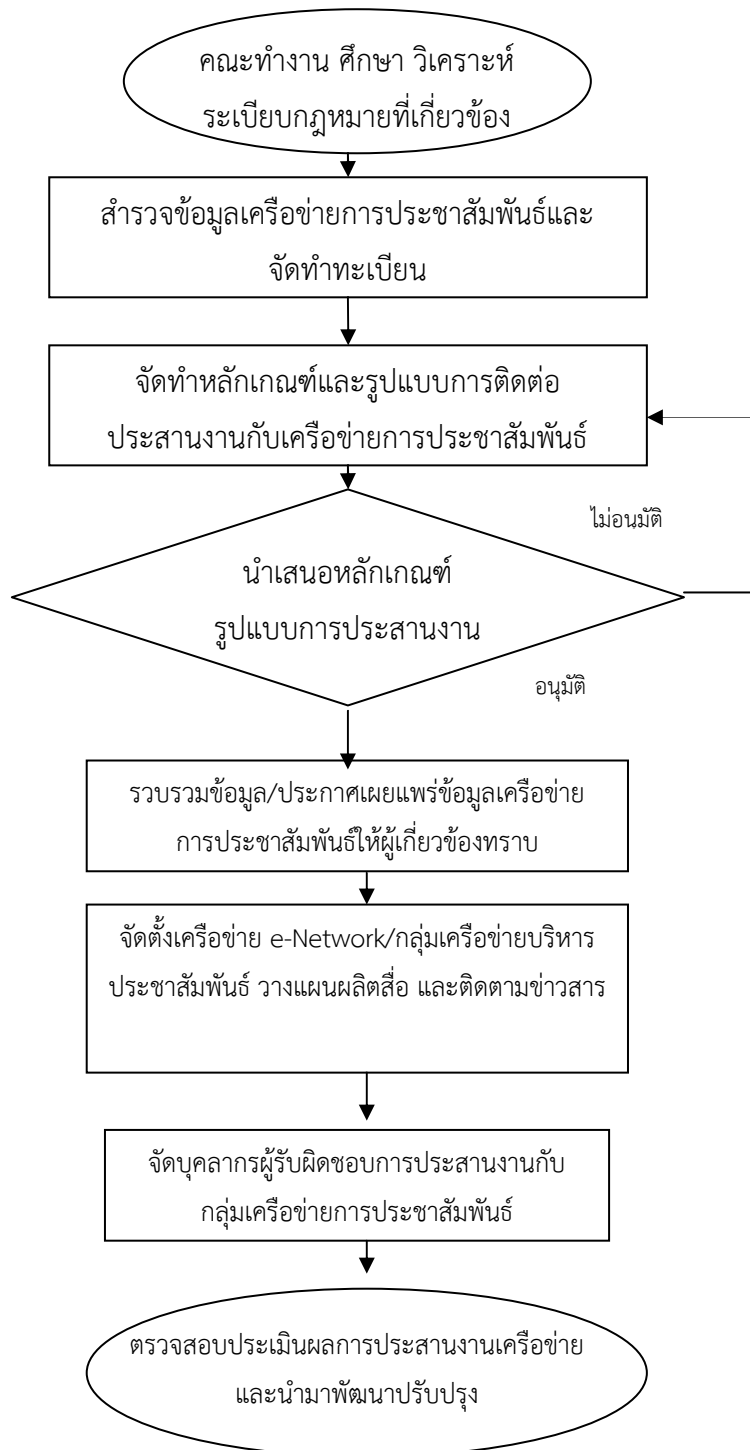 คณะทำงาน ศึกษา วิเคราะห์
ระเบียบกฎหมายที่เกี่ยวข้อง
สำรวจข้อมูลเครือข่ายการประชาสัมพันธ์และ
จัดทำทะเบียน
จัดทำหลักเกณฑ์และรูปแบบการติดต่อ
ประสานงานกับเครือข่ายการประชาสัมพันธ์
ไม่อนุมัติ
นำเสนอหลักเกณฑ์
รูปแบบการประสานงาน
อนุมัติ
รวบรวมข้อมูล/ประกาศเผยแพร่ข้อมูลเครือข่าย
การประชาสัมพันธ์ให้ผู้เกี่ยวข้องทราบ
จัดตั้งเครือข่าย e-Network/กลุ่มเครือข่ายบริหาร
ประชาสัมพันธ์ วางแผนผลิตสื่อ และติดตามข่าวสาร
จัดบุคลากรผู้รับผิดชอบการประสานงานกับ
กลุ่มเครือข่ายการประชาสัมพันธ์
ตรวจสอบประเมินผลการประสานงานเครือข่าย
และนำมาพัฒนาปรับปรุง